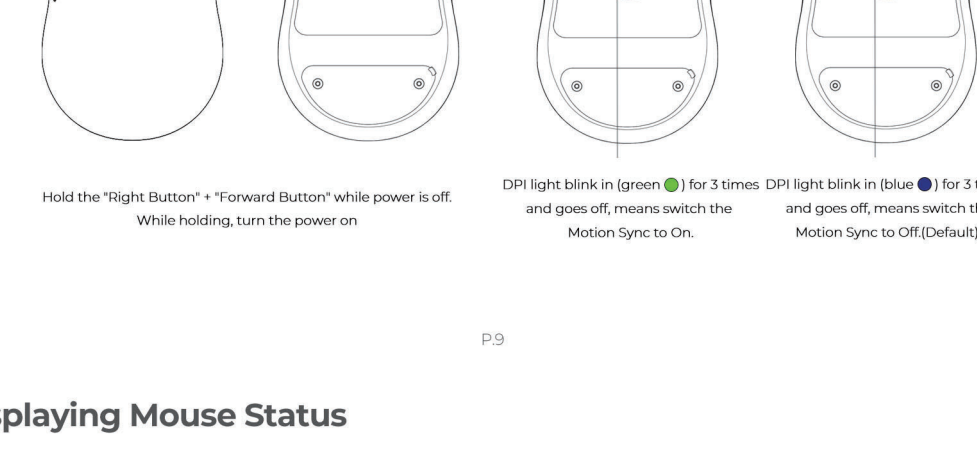 Hold the "Right Button" + "Forward Button" while power is off.
While holding, turn the power on
DPI light blink in (green ) for 3 times
and goes off, means switch the
Motion Sync to On.
DPI light blink in (blue ) for 3
and goes off, means switch
Motion Sync to Off.(Default)
P.9
splaying Mouse Status